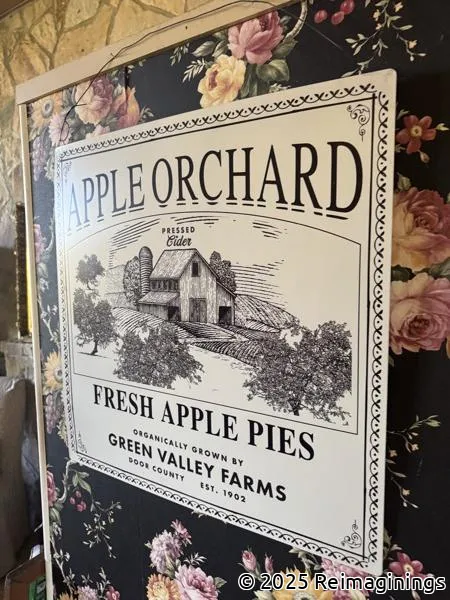 APPLE ORCHARD
PRESSED
Cider
FRESH APPLE PIES
ORGANICALLY GROWN BY
GREEN VALLEY FARMS
DOOR COUNTY EST. 1902
© 2025 Reimaginings